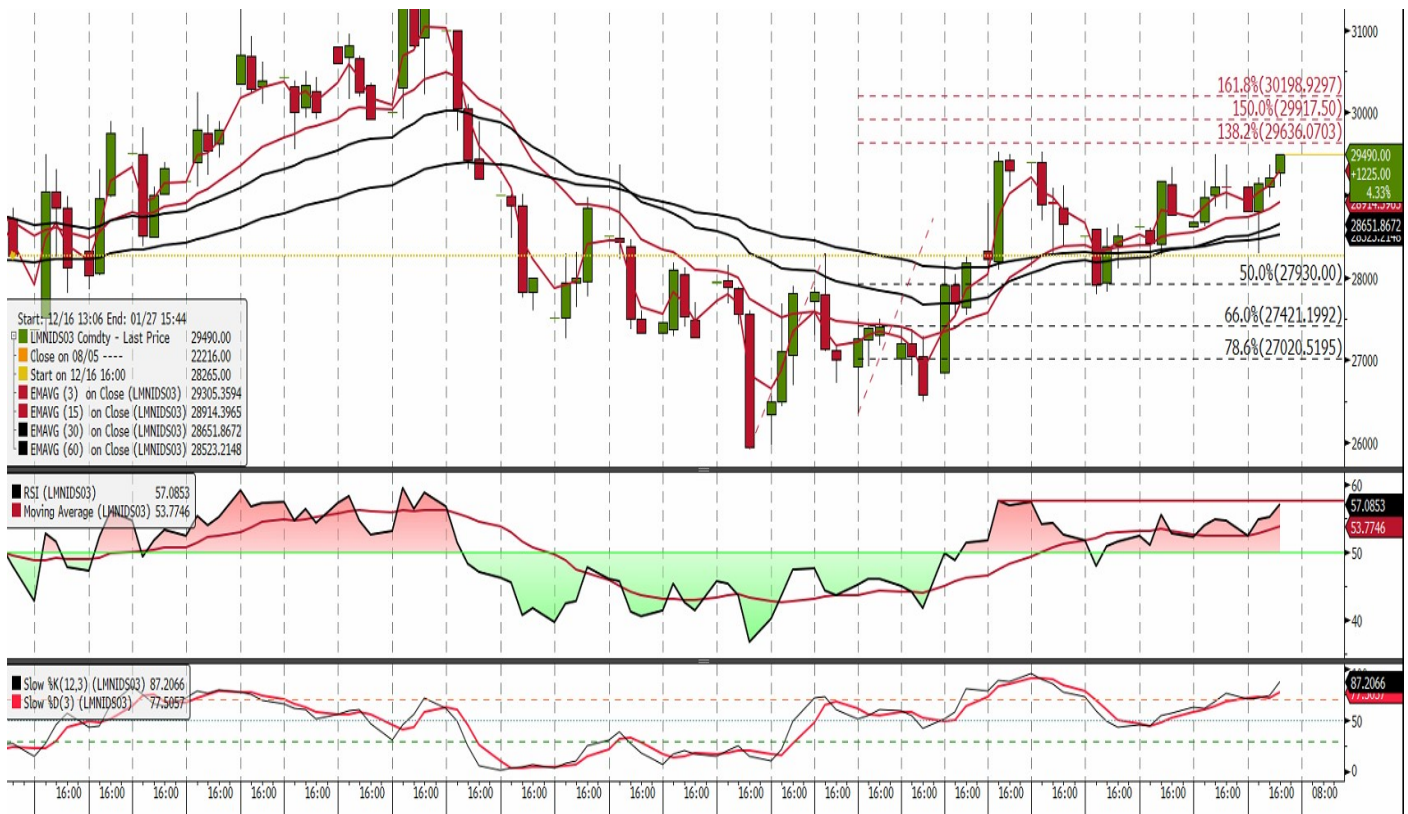 31000
161.8%(30198.9297)
150.0%(29917.50)
30000
138.2%(29636.0703)
29490.00
+1225.00
4.33%
28651.8672
50.0%(27930.00)
28000
66.0%(27421.1992)
78.6%(27020.5195)
27000
26000
Start: 12/16 13:06 End: 01/27 15:44
LMNIDS03 Comdty - Last Price 29490.00
Close on 08/05 ---- 22216.00
Start on 12/16 16:00 28265.00
EMAVG (3) on Close (LMNIDS03) 29305.3594
EMAVG (15) on Close (LMNIDS03) 28914.3965
EMAVG (30) on Close (LMNIDS03) 28651.8672
EMAVG (60) on Close (LMNIDS03) 28523.2148
RSI (LMNIDS03) 57.0853
Moving Average (LMNIDS03) 53.7746
60
57.0853
53.7746
50
40
Slow %K(12,3) (LMNIDS03) 87.2066
Slow %D(3) (LMNIDS03) 77.5057
87.2066
77.5057
50
0
16:00 16:00 16:00 16:00 16:00 16:00 16:00 16:00 16:00 16:00 16:00 16:00 16:00 16:00 16:00 16:00 16:00 16:00 16:00 16:00 16:00 16:00 16:00 16:00 08:00